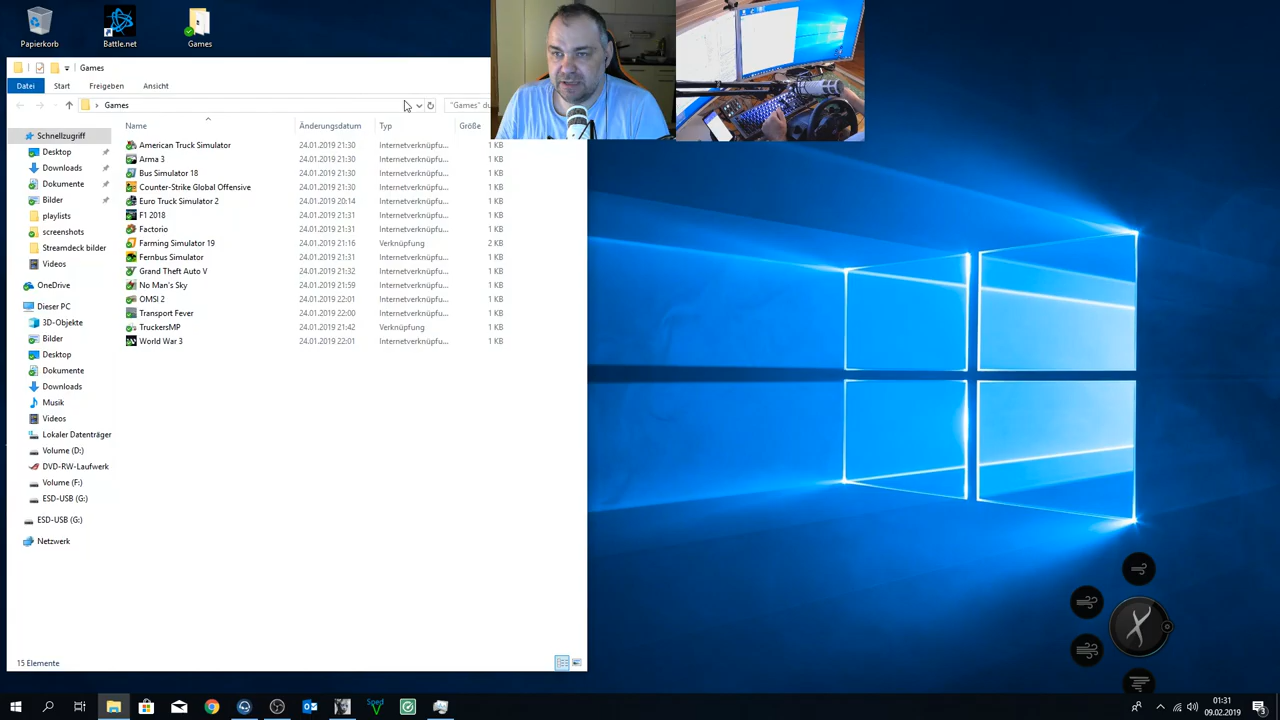 Papierkorb
Battle.net
Games
Games
Datei Start Freigeben Ansicht
Games "Games" du
Name Änderungsdatum Typ Größe
Schnellzugriff
Desktop
Downloads
Dokumente
Bilder
playlists
screenshots
Streamdeck bilder
Videos
OneDrive
Dieser PC
3D-Objekte
Bilder
Desktop
Dokumente
Downloads
Musik
Videos
Lokaler Datenträger
Volume (D:)
DVD-RW-Laufwerk
Volume (F:)
ESD-USB (G:)
ESD-USB (G:)
Netzwerk
American Truck Simulator 24.01.2019 21:30 Internetverknüpfu... 1 KB
Arma 3 24.01.2019 21:30 Internetverknüpfu... 1 KB
Bus Simulator 18 24.01.2019 21:30 Internetverknüpfu... 1 KB
Counter-Strike Global Offensive 24.01.2019 21:30 Internetverknüpfu... 1 KB
Euro Truck Simulator 2 24.01.2019 20:14 Internetverknüpfu... 1 KB
F1 2018 24.01.2019 21:31 Internetverknüpfu... 1 KB
Factorio 24.01.2019 21:31 Internetverknüpfu... 1 KB
Farming Simulator 19 24.01.2019 21:16 Verknüpfung 2 KB
Fernbus Simulator 24.01.2019 21:31 Internetverknüpfu... 1 KB
Grand Theft Auto V 24.01.2019 21:32 Internetverknüpfu... 1 KB
No Man's Sky 24.01.2019 21:59 Internetverknüpfu... 1 KB
OMSI 2 24.01.2019 22:01 Internetverknüpfu... 1 KB
Transport Fever 24.01.2019 22:00 Internetverknüpfu... 1 KB
TruckersMP 24.01.2019 21:42 Verknüpfung 1 KB
World War 3 24.01.2019 22:01 Internetverknüpfu... 1 KB
15 Elemente
Sped
V
01:31
09.02.2019